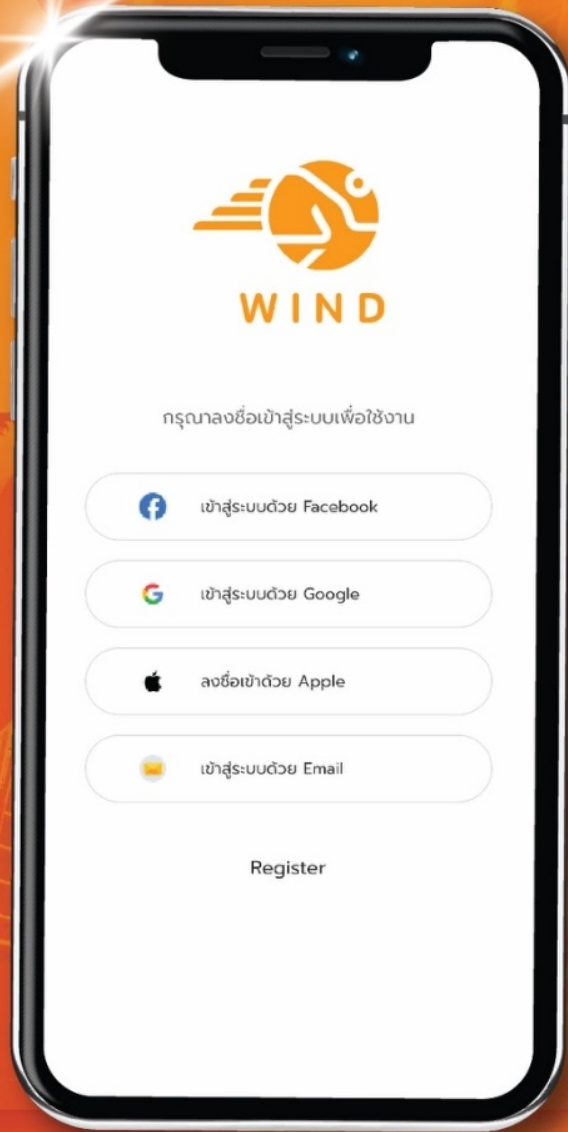 WIND
กรุณาลงชื่อเข้าสู่ระบบเพื่อใช้งาน
เข้าสู่ระบบด้วย Facebook
เข้าสู่ระบบด้วย Google
ลงชื่อเข้าด้วย Apple
เข้าสู่ระบบด้วย Email
Register